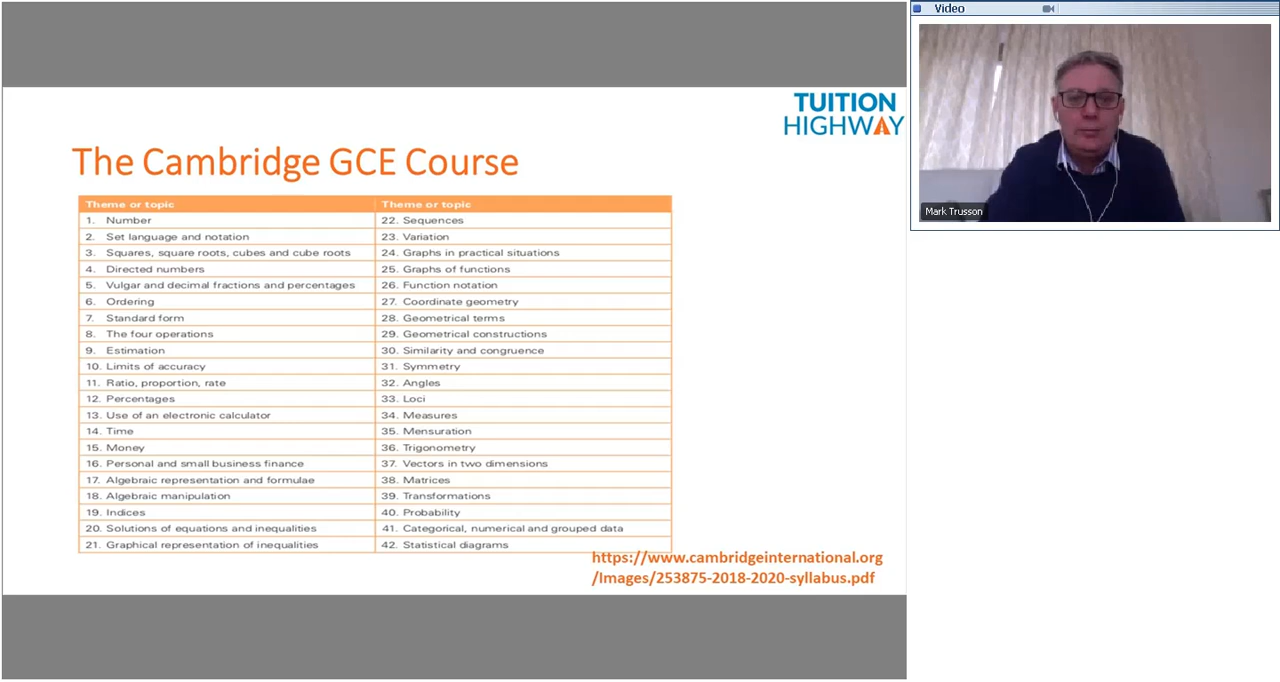 Video
TUITION
HIGHWAY
The Cambridge GCE Course
Theme or topic
1. Number
2. Set language and notation
3. Squares, square roots, cubes and cube roots
4. Directed numbers
5. Vulgar and decimal fractions and percentages
6. Ordering
7. Standard form
8. The four operations
9. Estimation
10. Limits of accuracy
11. Ratio, proportion, rate
12. Percentages
13. Use of an electronic calculator
14. Time
15. Money
16. Personal and small business finance
17. Algebraic representation and formulae
18. Algebraic manipulation
19. Indices
20. Solutions of equations and inequalities
21. Graphical representation of inequalities
Theme or topic
22. Sequences
23. Variation
24. Graphs in practical situations
25. Graphs of functions
26. Function notation
27. Coordinate geometry
28. Geometrical terms
29. Geometrical constructions
30. Similarity and congruence
31. Symmetry
32. Angles
33. Loci
34. Measures
35. Mensuration
36. Trigonometry
37. Vectors in two dimensions
38. Matrices
39. Transformations
40. Probability
41. Categorical, numerical and grouped data
42. Statistical diagrams
https://www.cambridgeinternational.org
/Images/253875-2018-2020-syllabus.pdf
Mark Trusson